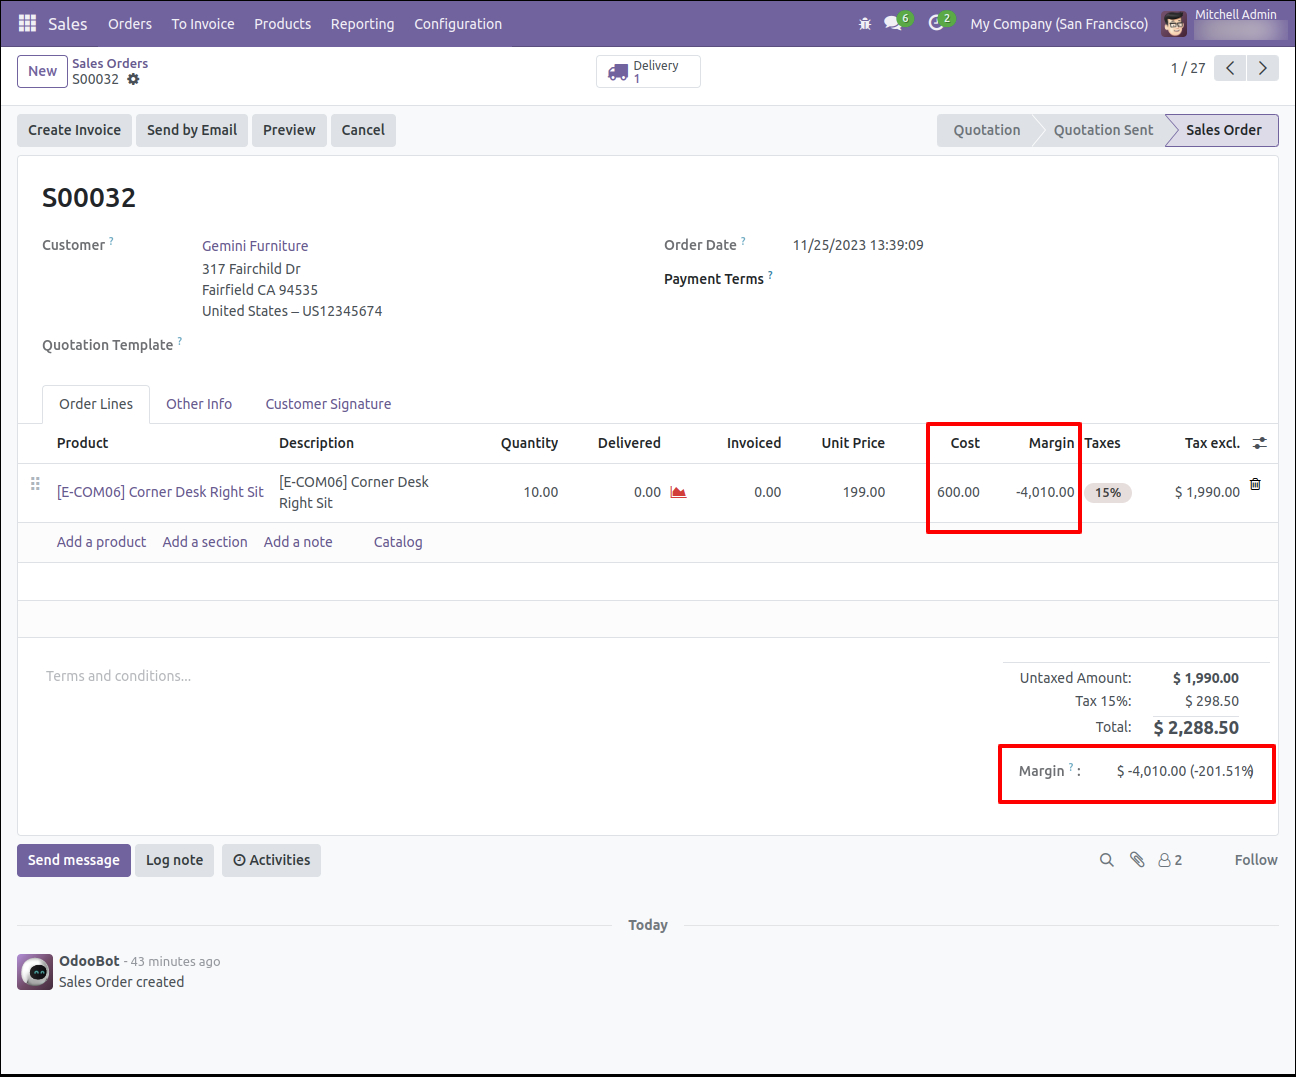 Sales Orders To Invoice Products Reporting Configuration 6 2 My Company (San Francisco) Mitchell Admin
New Sales Orders
S00032
Delivery
1
1 / 27
Create Invoice Send by Email Preview Cancel Quotation Quotation Sent Sales Order
S00032
Customer ? Gemini Furniture
317 Fairchild Dr
Fairfield CA 94535
United States – US12345674
Order Date ? 11/25/2023 13:39:09
Payment Terms ?
Quotation Template ?
Order Lines Other Info Customer Signature
Product Description Quantity Delivered Invoiced Unit Price Cost Margin Taxes Tax excl.
[E-COM06] Corner Desk Right Sit [E-COM06] Corner Desk
Right Sit 10.00 0.00 0.00 199.00 600.00 -4,010.00 15% $ 1,990.00
Add a product Add a section Add a note Catalog
Terms and conditions...
Untaxed Amount: $ 1,990.00
Tax 15%: $ 298.50
Total: $ 2,288.50
Margin ? : $ -4,010.00 (-201.51%)
Send message Log note Activities 2 Follow
Today
OdooBot - 43 minutes ago
Sales Order created